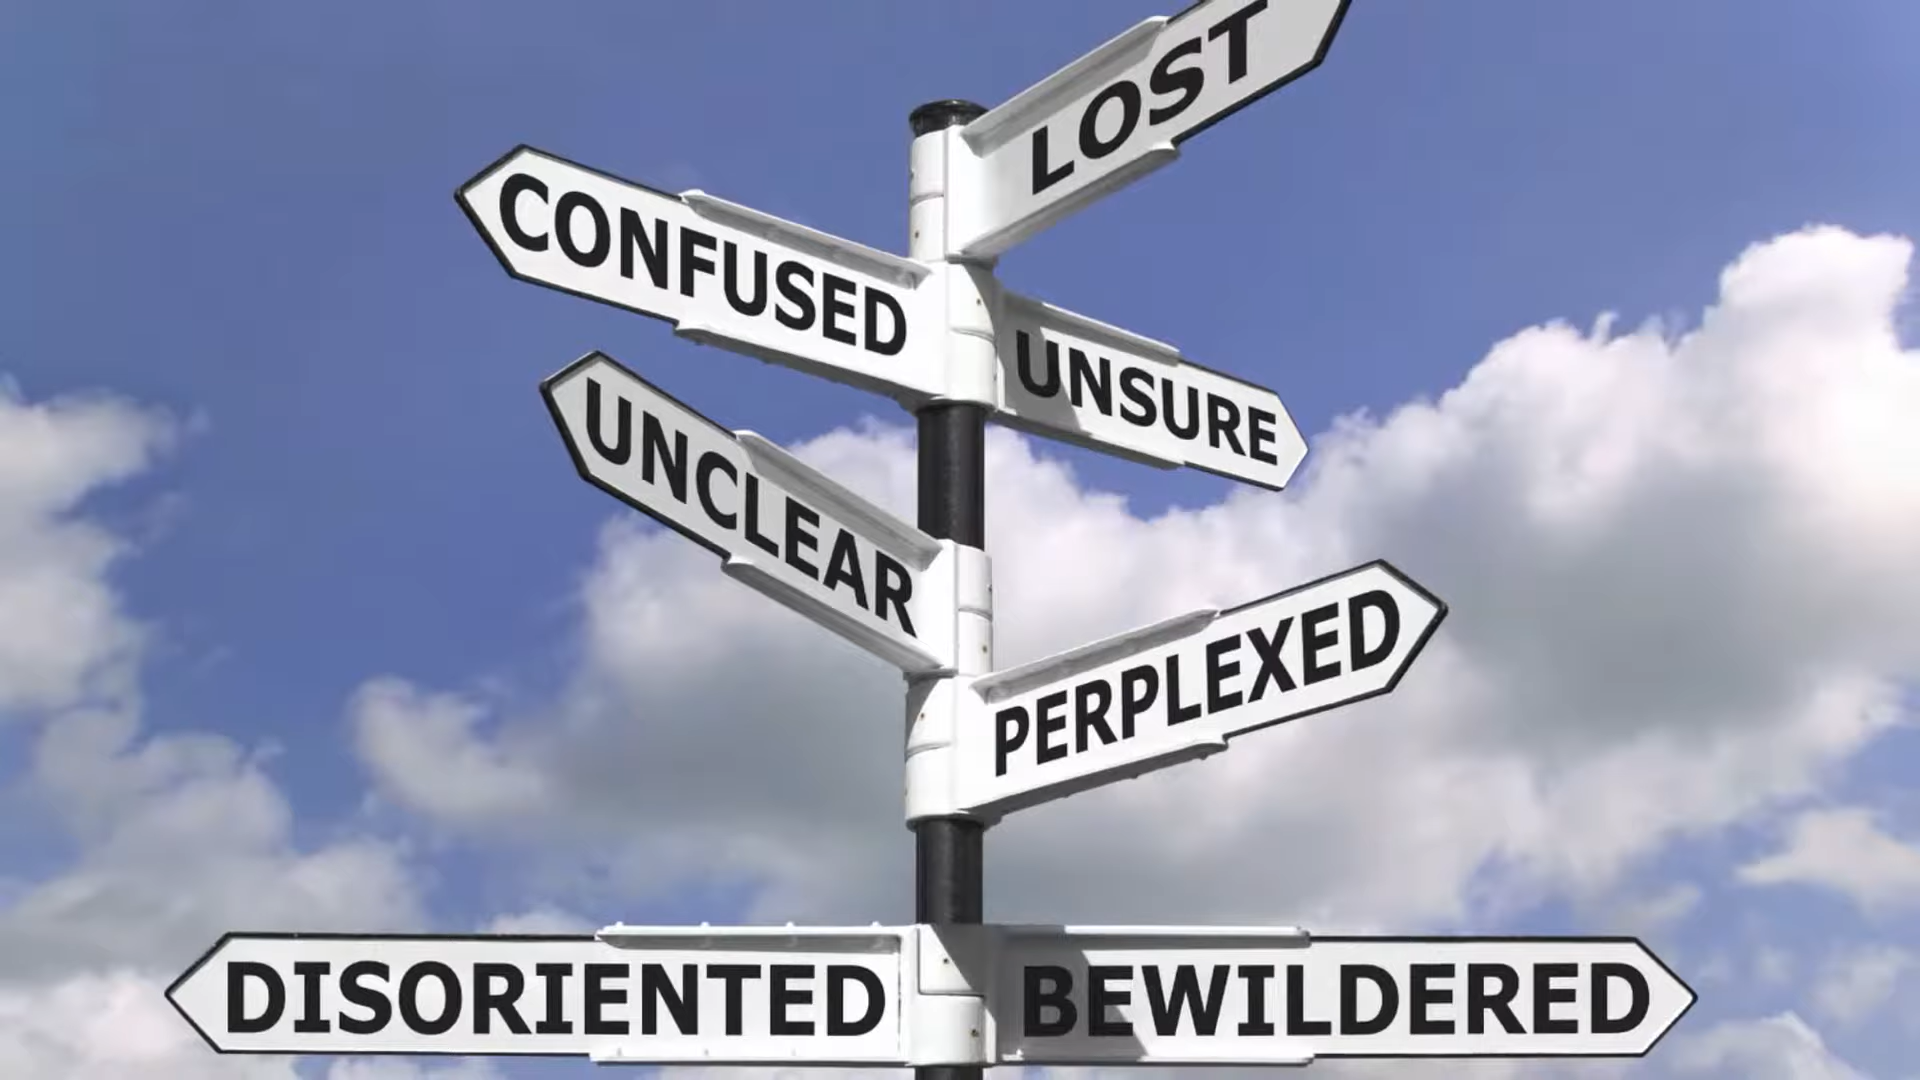 LOST
CONFUSED
UNSURE
UNCLEAR
PERPLEXED
DISORIENTED
BEWILDERED